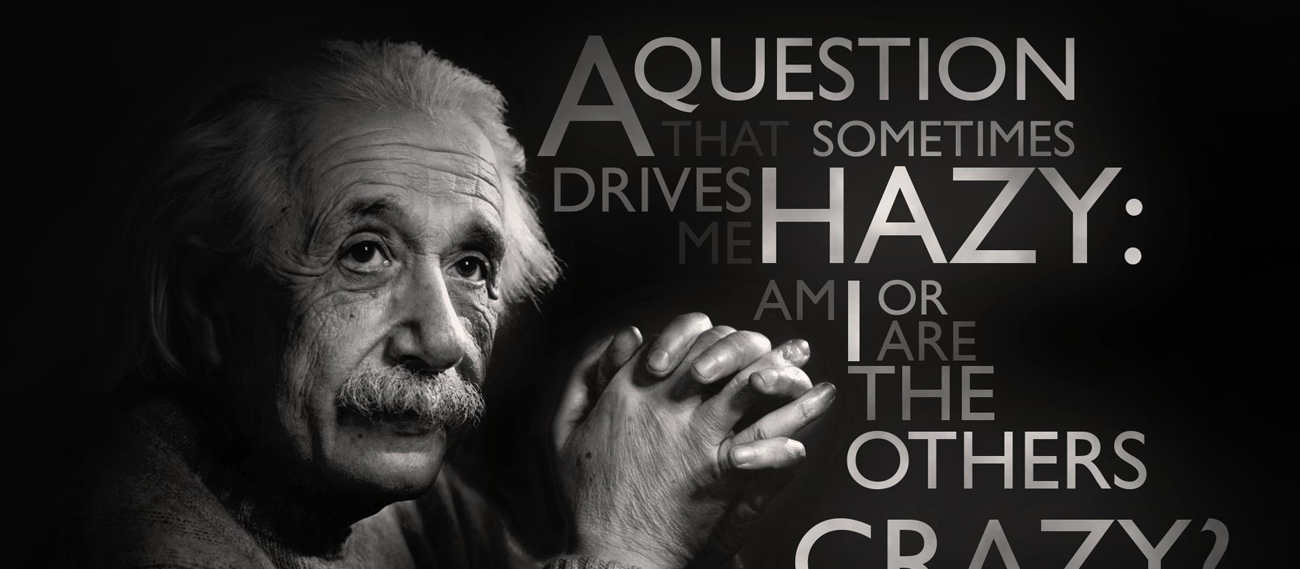 A QUESTION
THAT SOMETIMES
DRIVES
ME HAZY:
AM I OR
ARE
THE
OTHERS
CRAZY?